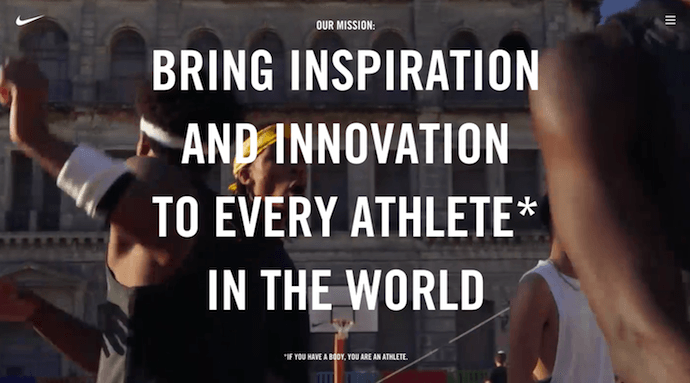 OUR MISSION:
BRING INSPIRATION
AND INNOVATION
TO EVERY ATHLETE*
IN THE WORLD
*IF YOU HAVE A BODY, YOU ARE AN ATHLETE.